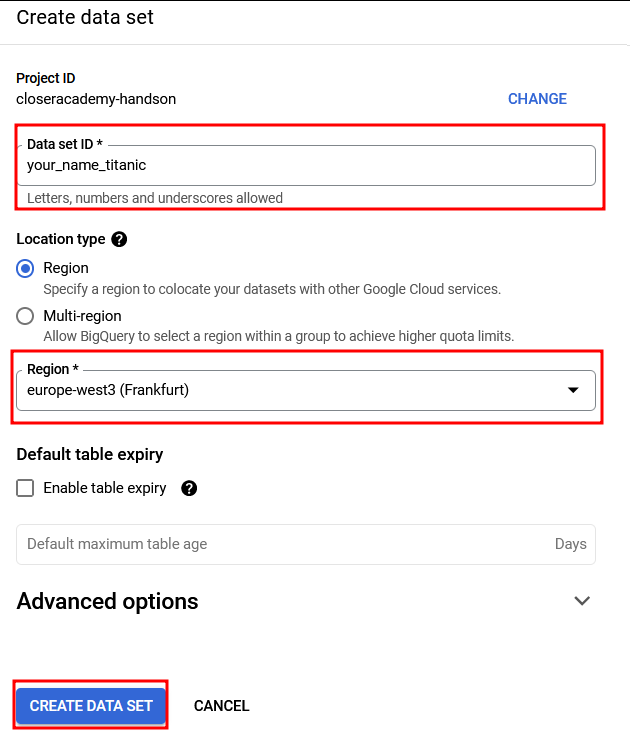 Create data set
Project ID
closeracademy-handson
CHANGE
Data set ID *
your_name_titanic
Letters, numbers and underscores allowed
Location type ?
Region
Specify a region to colocate your datasets with other Google Cloud services.
Multi-region
Allow BigQuery to select a region within a group to achieve higher quota limits.
Region *
europe-west3 (Frankfurt)
Default table expiry
Enable table expiry ?
Default maximum table age Days
Advanced options
CREATE DATA SET CANCEL